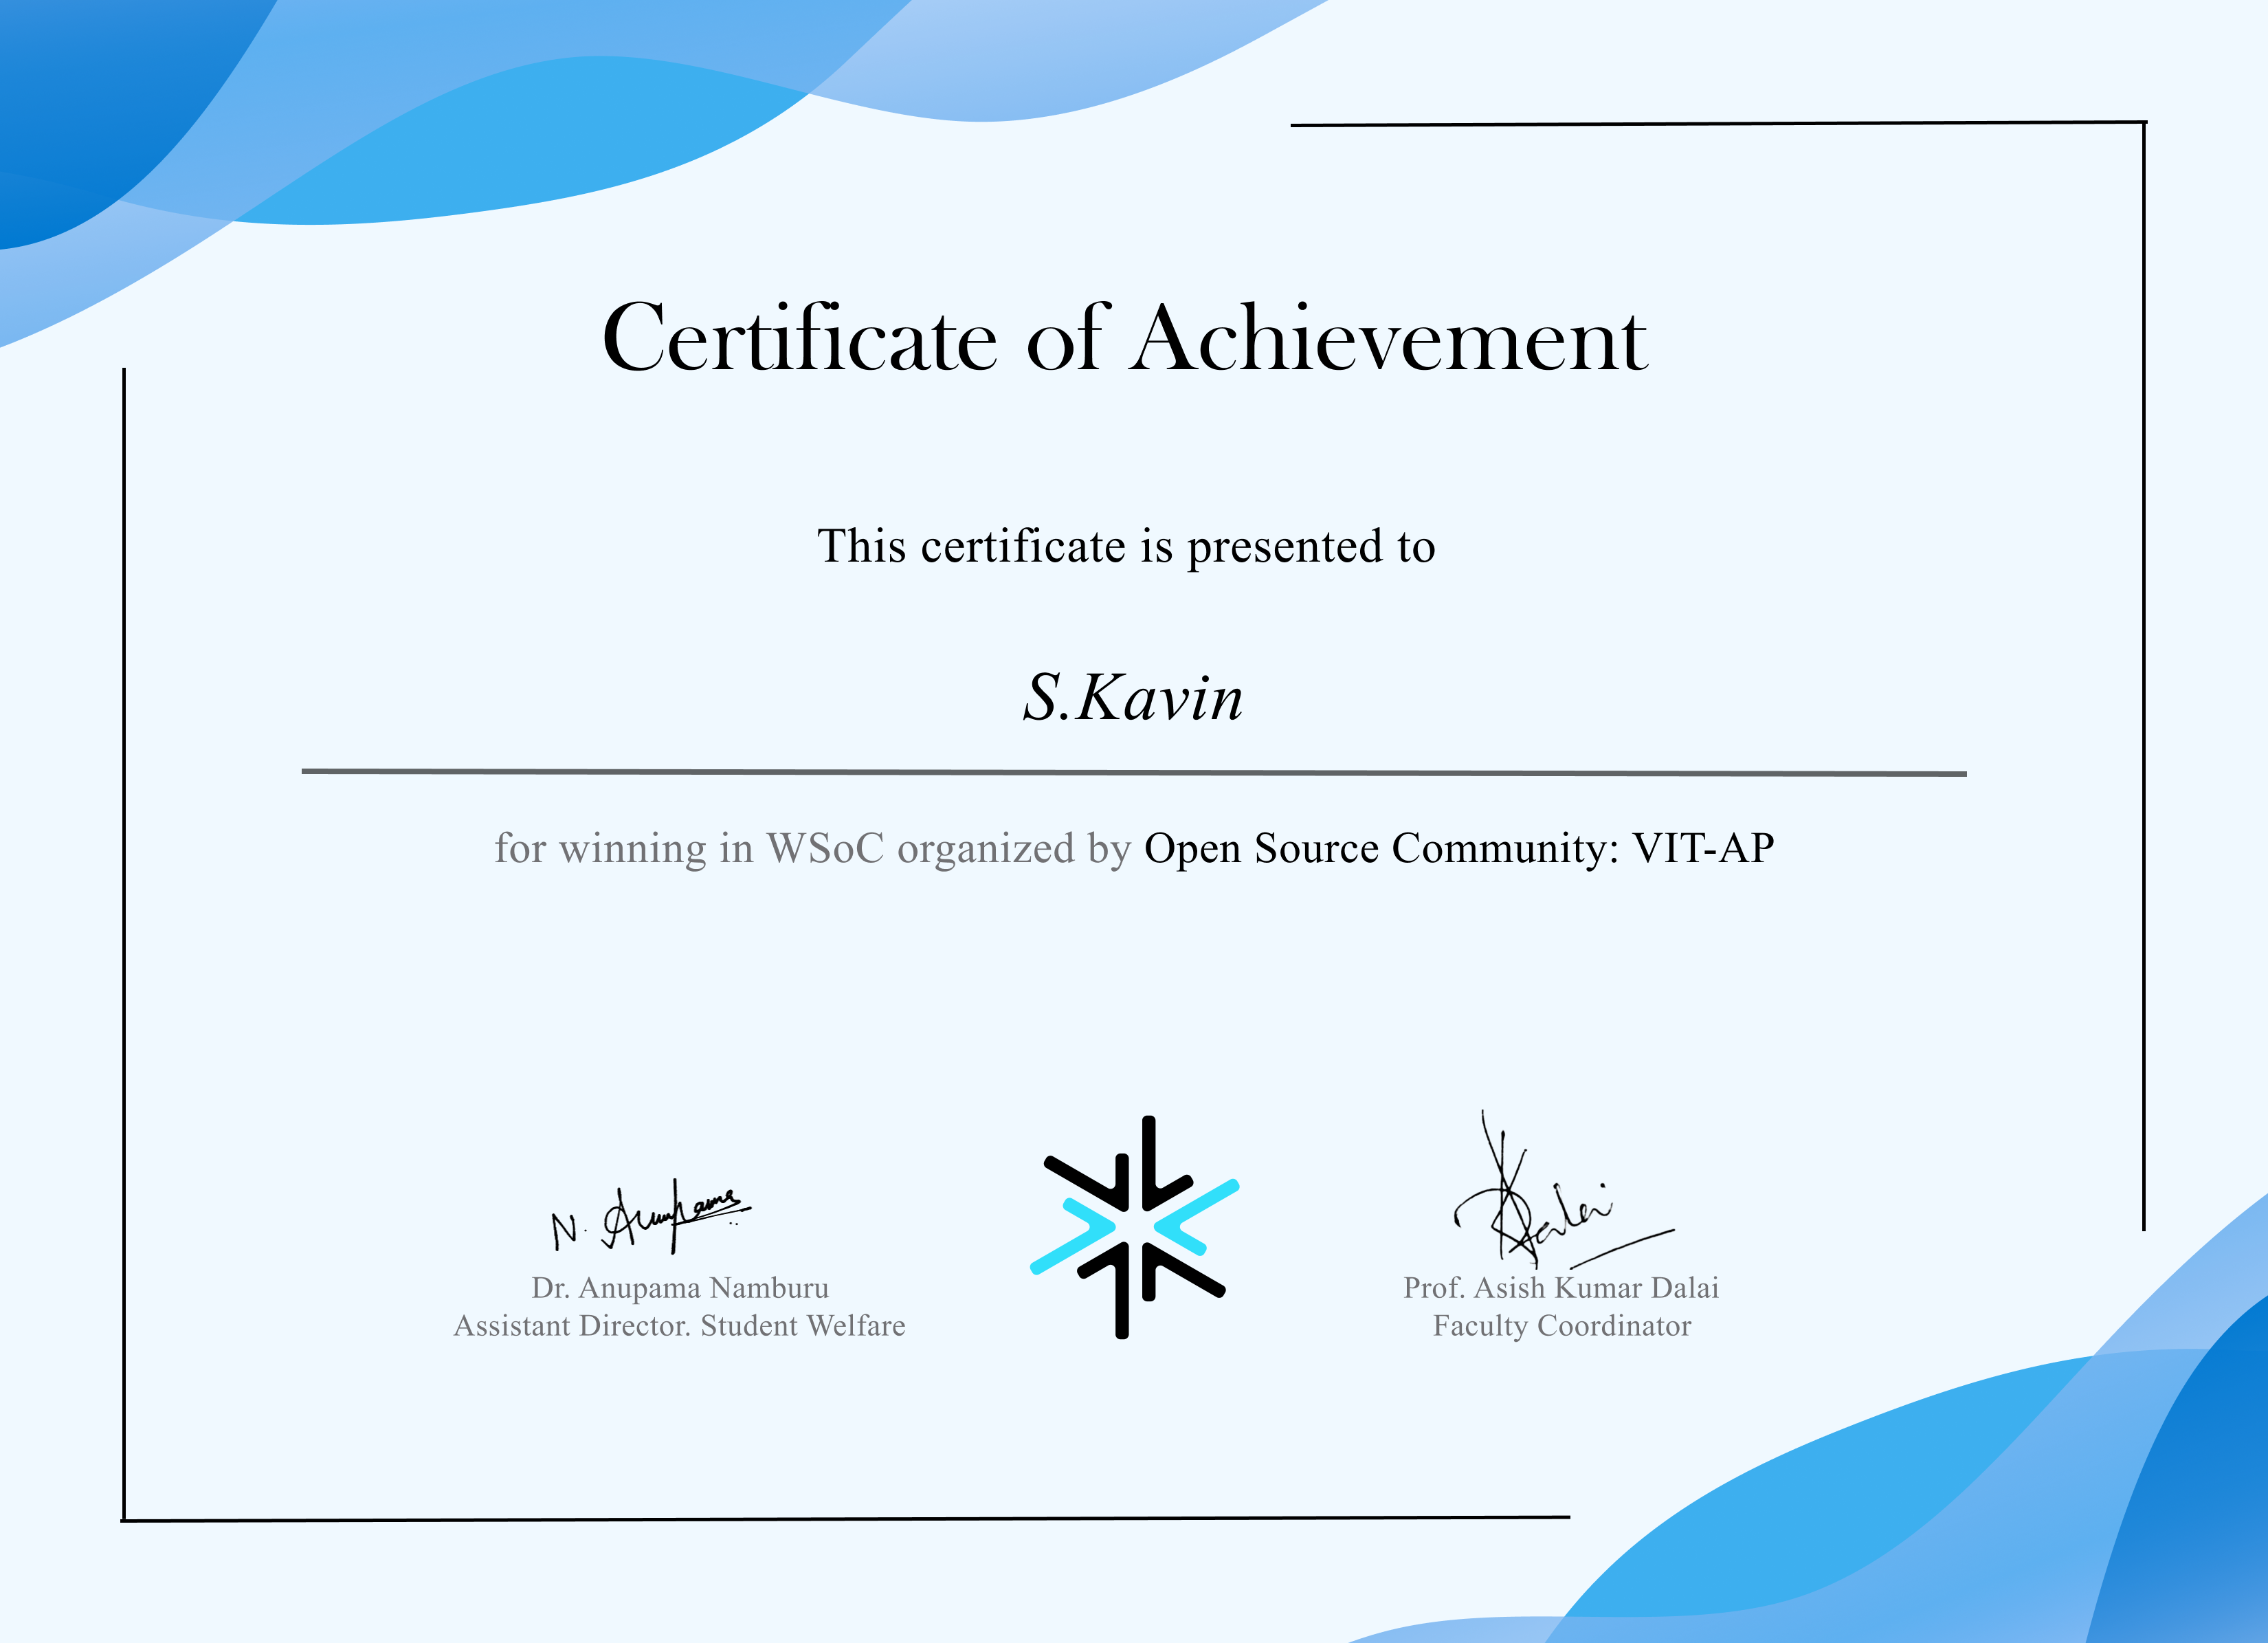 Certificate of Achievement
This certificate is presented to
S.Kavin
for winning in WSoC organized by Open Source Community: VIT-AP
N. Anupama
Dalai
Dr. Anupama Namburu
Assistant Director. Student Welfare
Prof. Asish Kumar Dalai
Faculty Coordinator